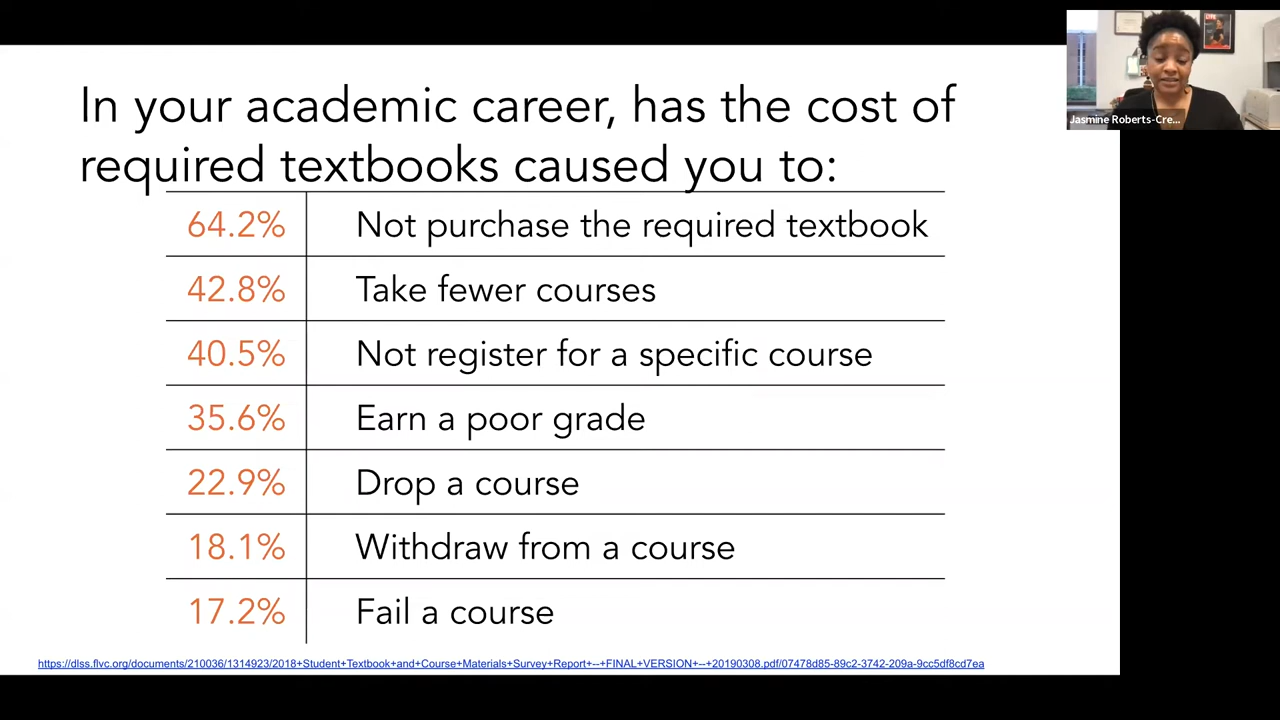 In your academic career, has the cost of
required textbooks caused you to:
64.2% Not purchase the required textbook
42.8% Take fewer courses
40.5% Not register for a specific course
35.6% Earn a poor grade
22.9% Drop a course
18.1% Withdraw from a course
17.2% Fail a course
https://dlss.flvc.org/documents/210036/1314923/2018+Student+Textbook+and+Course+Materials+Survey+Report+--+FINAL+VERSION+--+20190308.pdf/07478d85-89c2-3742-209a-9cc5df8cd7ea
LIFE
Jasmine Roberts-Cre...